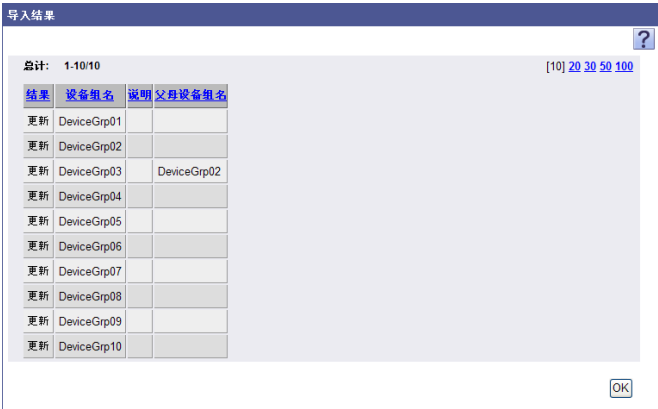 导入结果
?
总计: 1-10/10 [10] 20 30 50 100
结果 设备组名 说明 父母设备组名
更新 DeviceGrp01
更新 DeviceGrp02
更新 DeviceGrp03 DeviceGrp02
更新 DeviceGrp04
更新 DeviceGrp05
更新 DeviceGrp06
更新 DeviceGrp07
更新 DeviceGrp08
更新 DeviceGrp09
更新 DeviceGrp10
OK